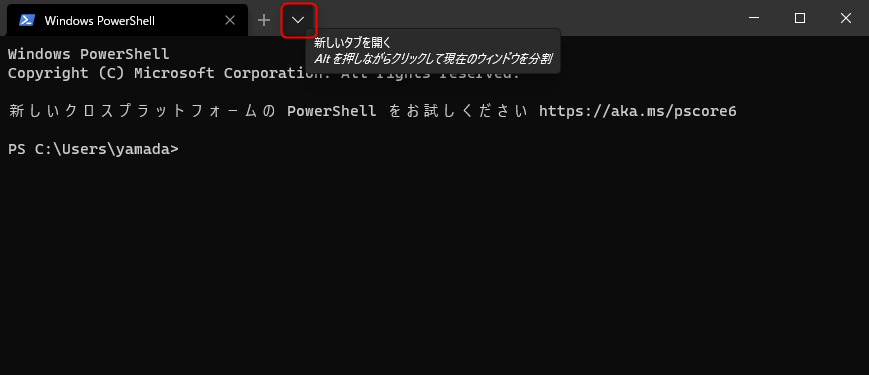 Windows PowerShell
新しいタブを開く
Alt を押しながらクリックして現在のウィンドウを分割
Windows PowerShell
Copyright (C) Microsoft Corporation. All rights reserved.
新しいクロスプラットフォームの PowerShell をお試しください https://aka.ms/pscore6
PS C:\Users\yamada>